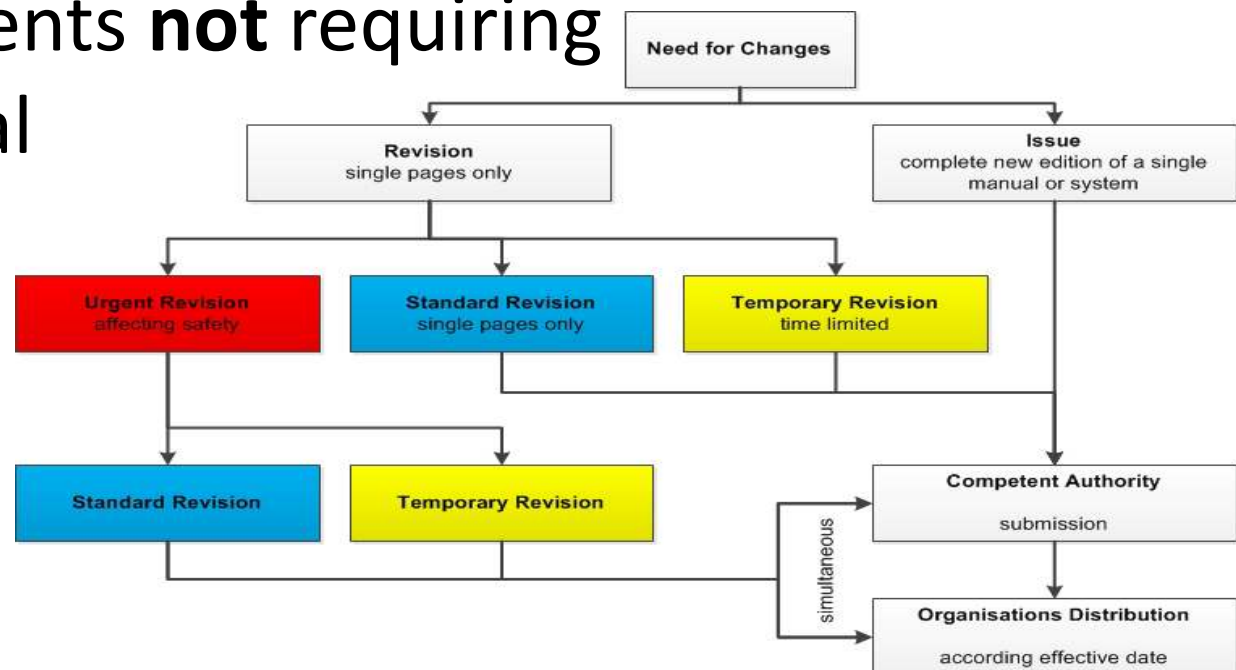 ents not requiring
al
Need for Changes
Revision
single pages only
Issue
complete new edition of a single
manual or system
Urgent Revision
affecting safety
Standard Revision
single pages only
Temporary Revision
time limited
Standard Revision
Temporary Revision
simultaneous
Competent Authority
submission
Organisations Distribution
according effective date